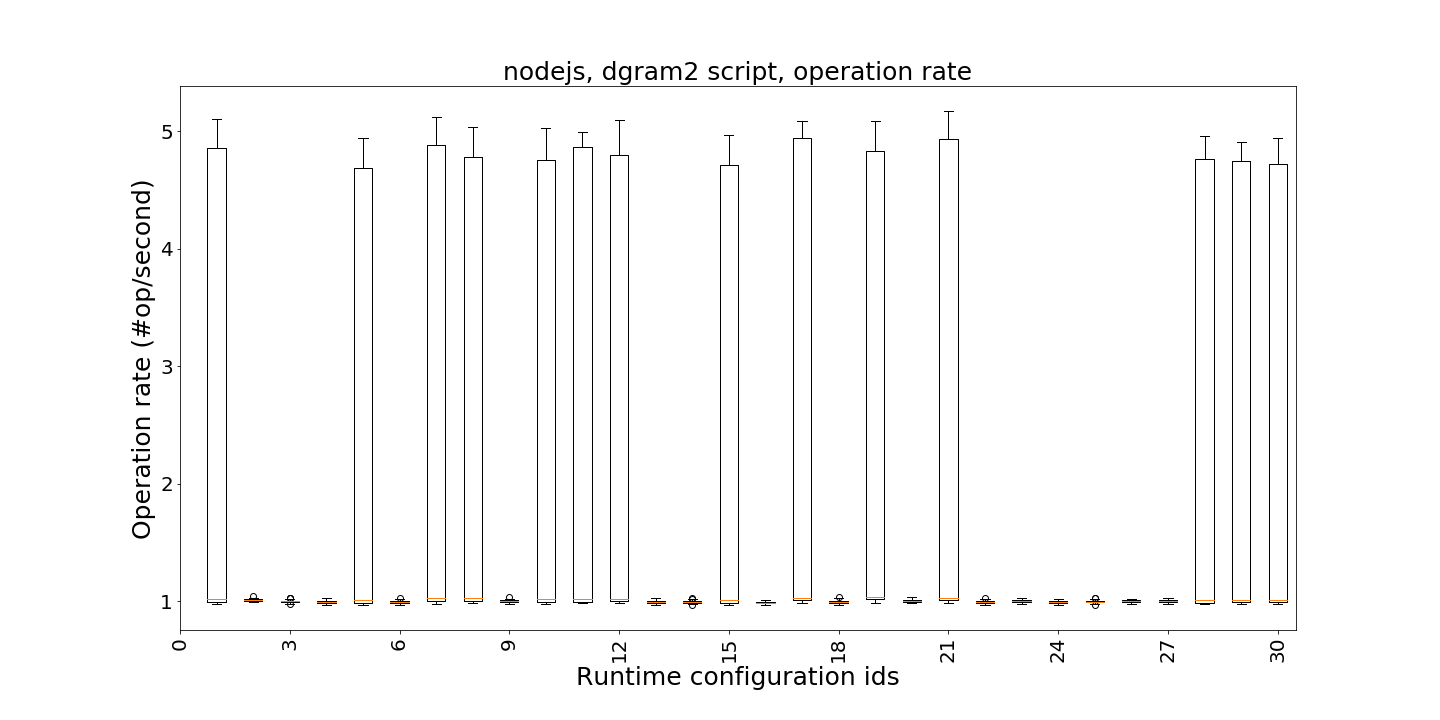 nodejs, dgram2 script, operation rate
Operation rate (#op/second)
5
4
3
2
1
0 3 6 9 12 15 18 21 24 27 30
Runtime configuration ids